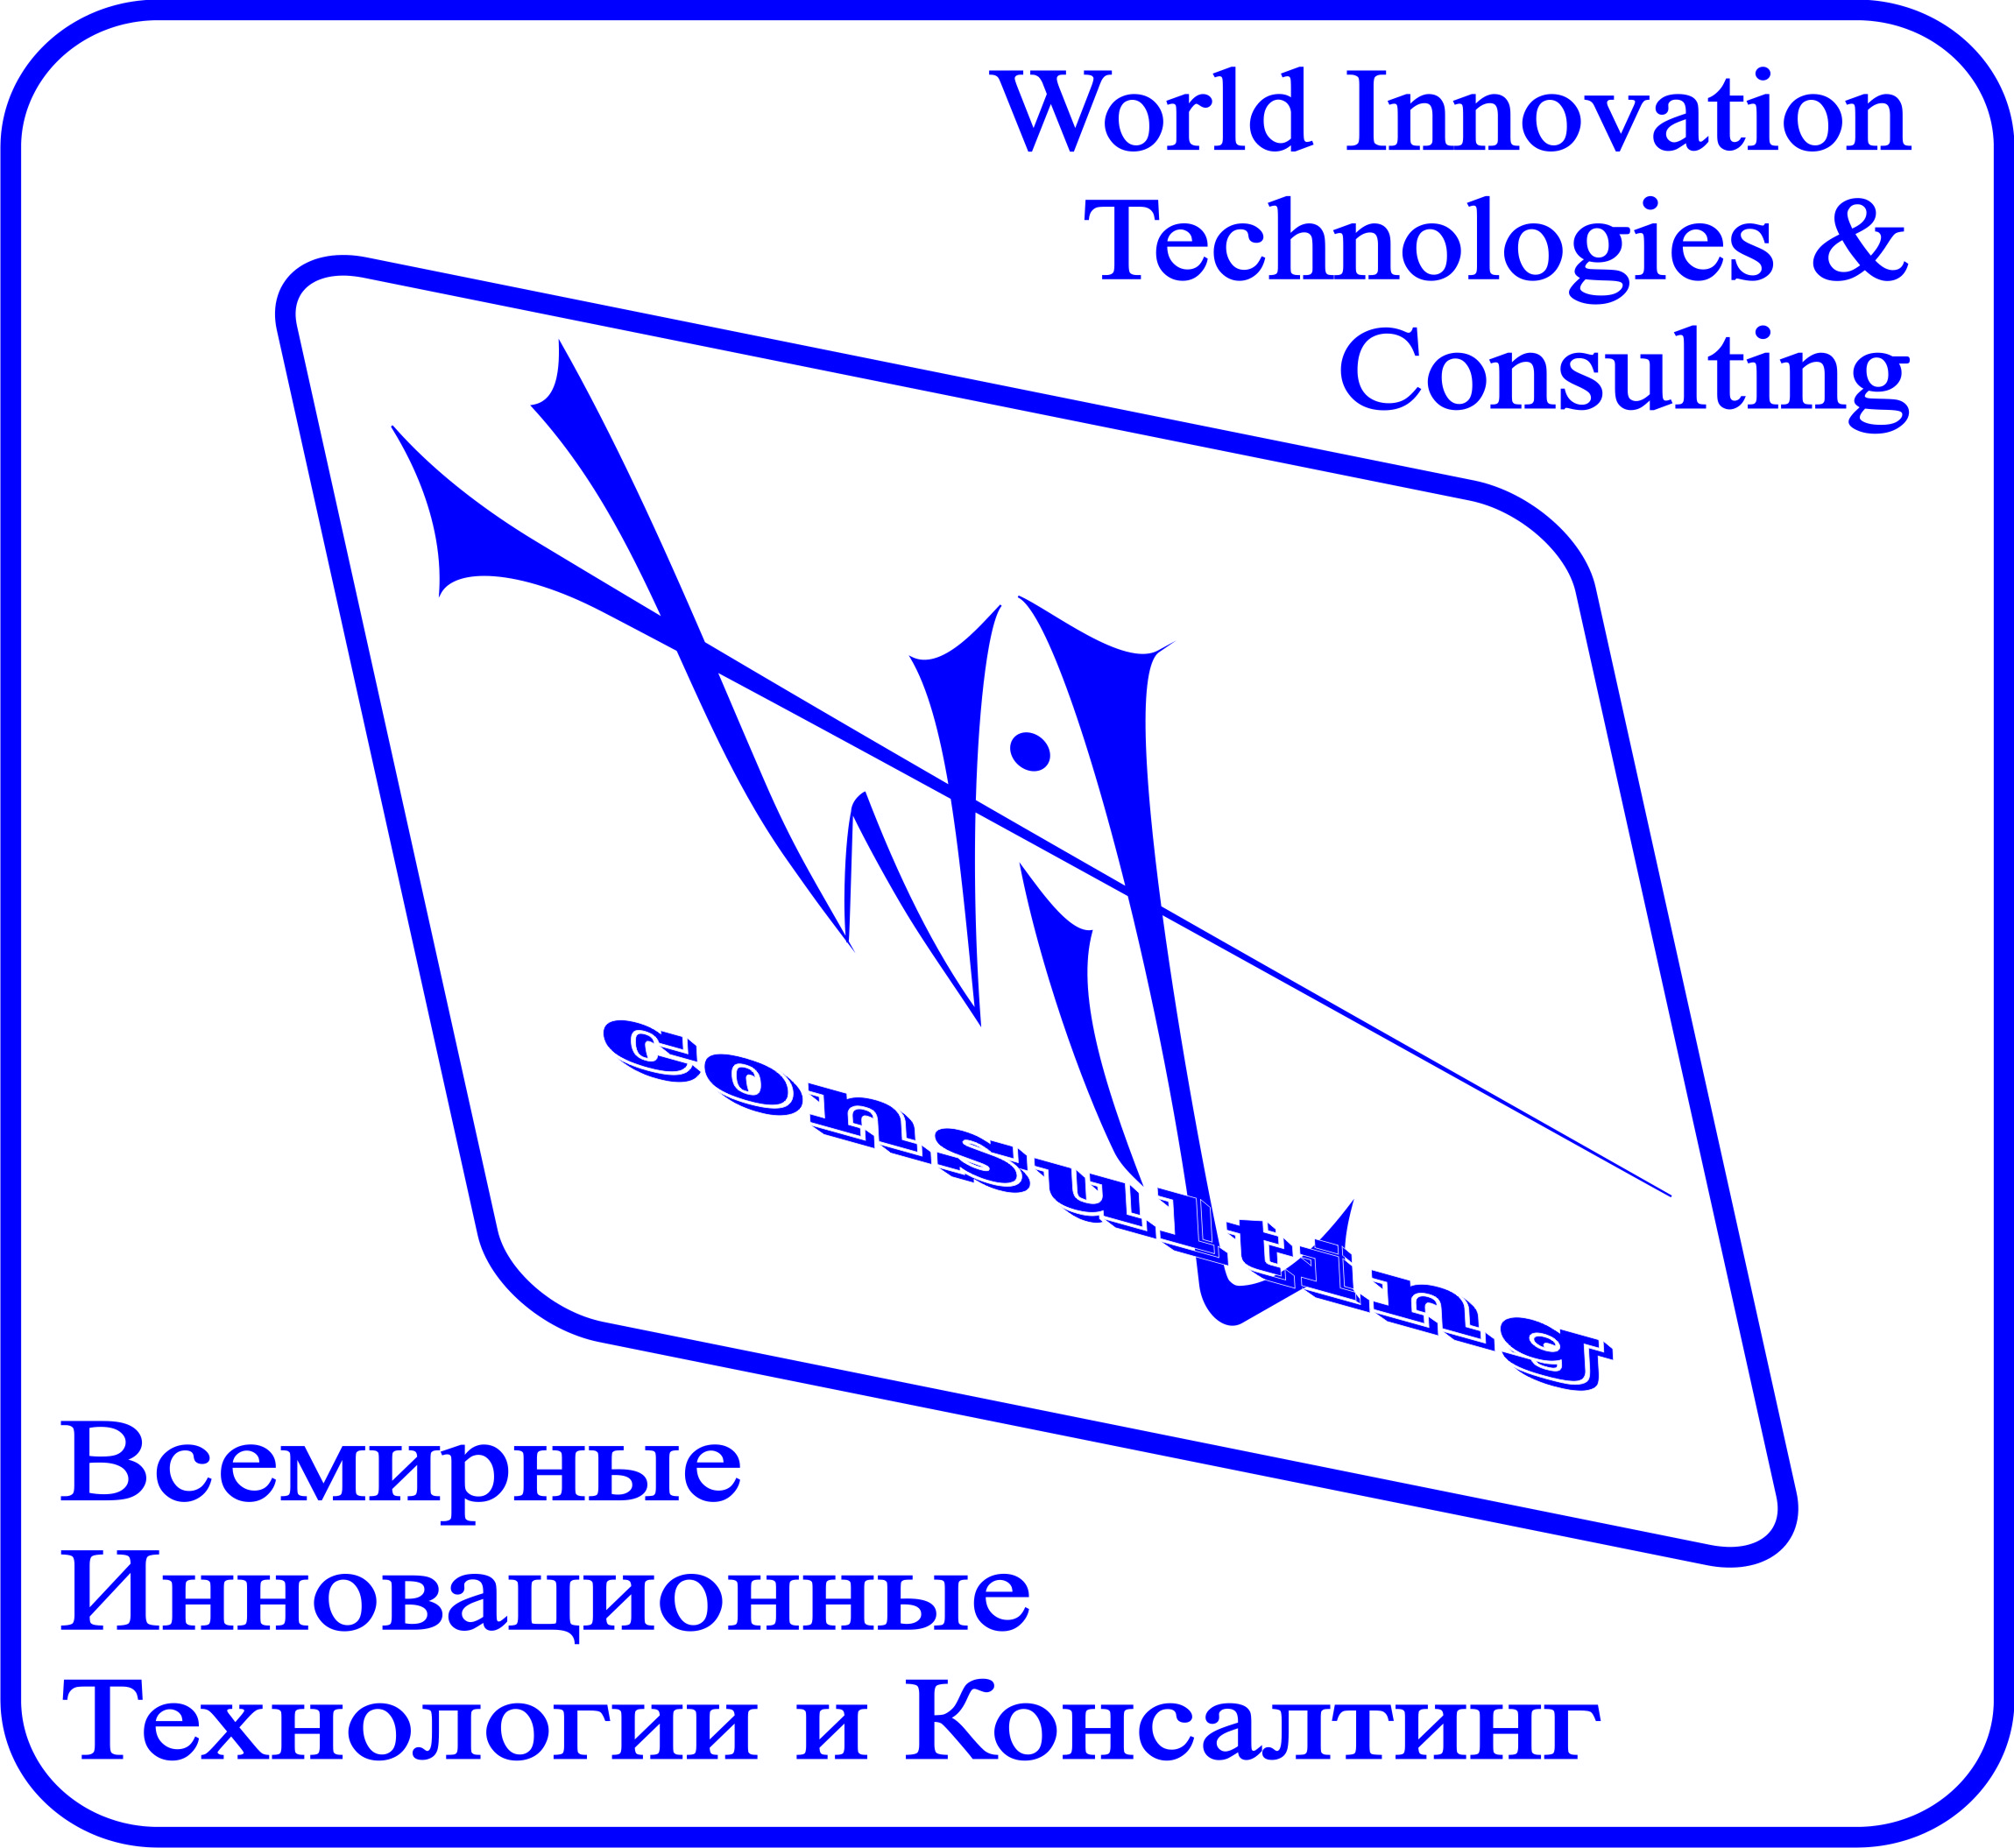 World Innovation
Technologies &
Consulting
consulting
Всемирные
Инновационные
Технологии и Консалтинг